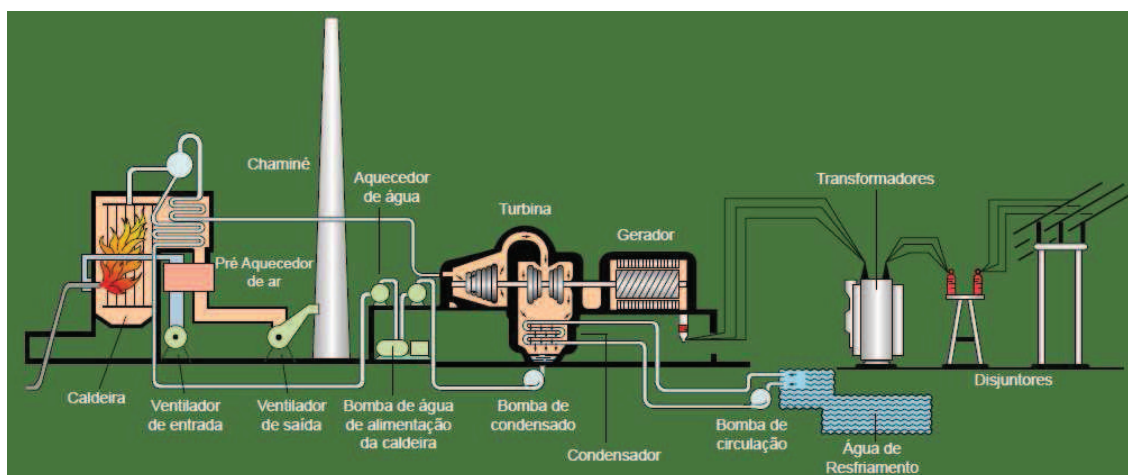 Chaminé
Aquecedor
de água
Turbina
Gerador
Transformadores
Pré Aquecedor
de ar
Caldeira
Ventilador
de entrada
Ventilador
de saída
Bomba de água
de alimentação
da caldeira
Bomba de
condensado
Condensador
Bomba de
circulação
Água de
Resfriamento
Disjuntores